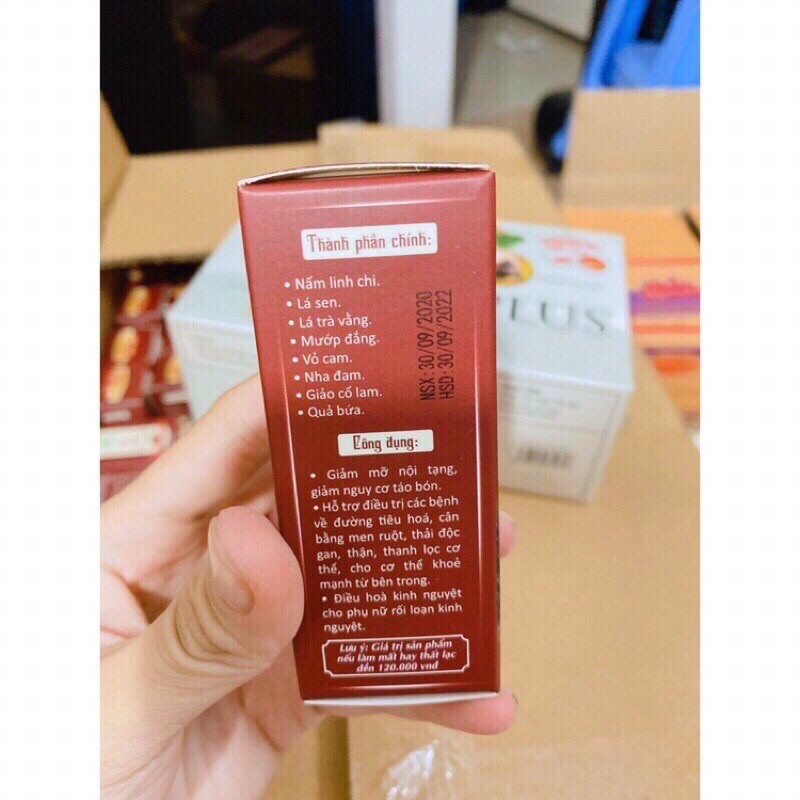 Thành phần chính:
• Nấm linh chi.
• Lá sen.
• Lá trà vằng.
• Mướp đắng.
• Vỏ cam.
• Nha đam.
• Giảo cổ lam.
• Quả bứa.
NSX: 30/09/2020
HSD: 30/09/2022
Công dụng:
• Giảm mỡ nội tạng,
giảm nguy cơ táo bón.
• Hỗ trợ điều trị các bệnh
về đường tiêu hoá, cân
bằng men ruột, thải độc
gan, thận, thanh lọc cơ
thể, cho cơ thể khoẻ
mạnh từ bên trong.
• Điều hoà kinh nguyệt
cho phụ nữ rối loạn kinh
nguyệt.
Lưu ý: Giá trị sản phẩm
nếu làm mất hay thất lạc
đền 120.000 vnđ
PLUS